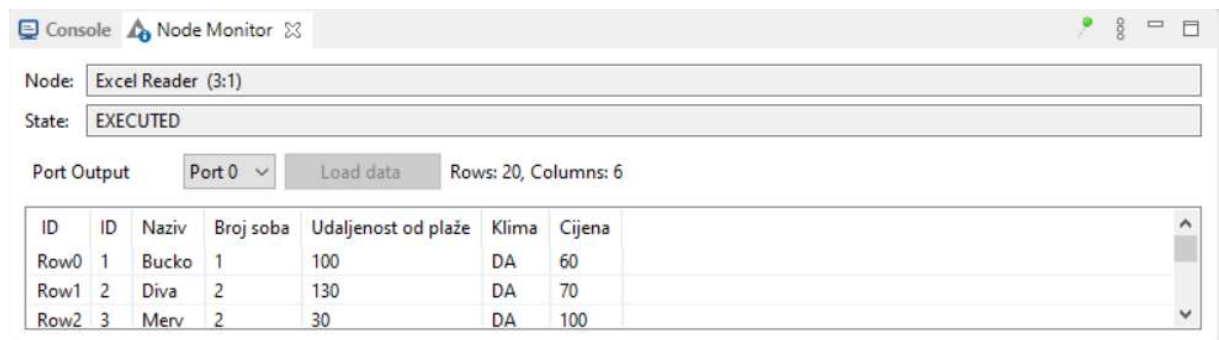 Console Node Monitor
Node: Excel Reader (3:1)
State: EXECUTED
Port Output Port 0 Load data Rows: 20, Columns: 6
ID ID Naziv Broj soba Udaljenost od plaže Klima Cijena
Row0 1 Bucko 1 100 DA 60
Row1 2 Diva 2 130 DA 70
Row2 3 Merv 2 30 DA 100